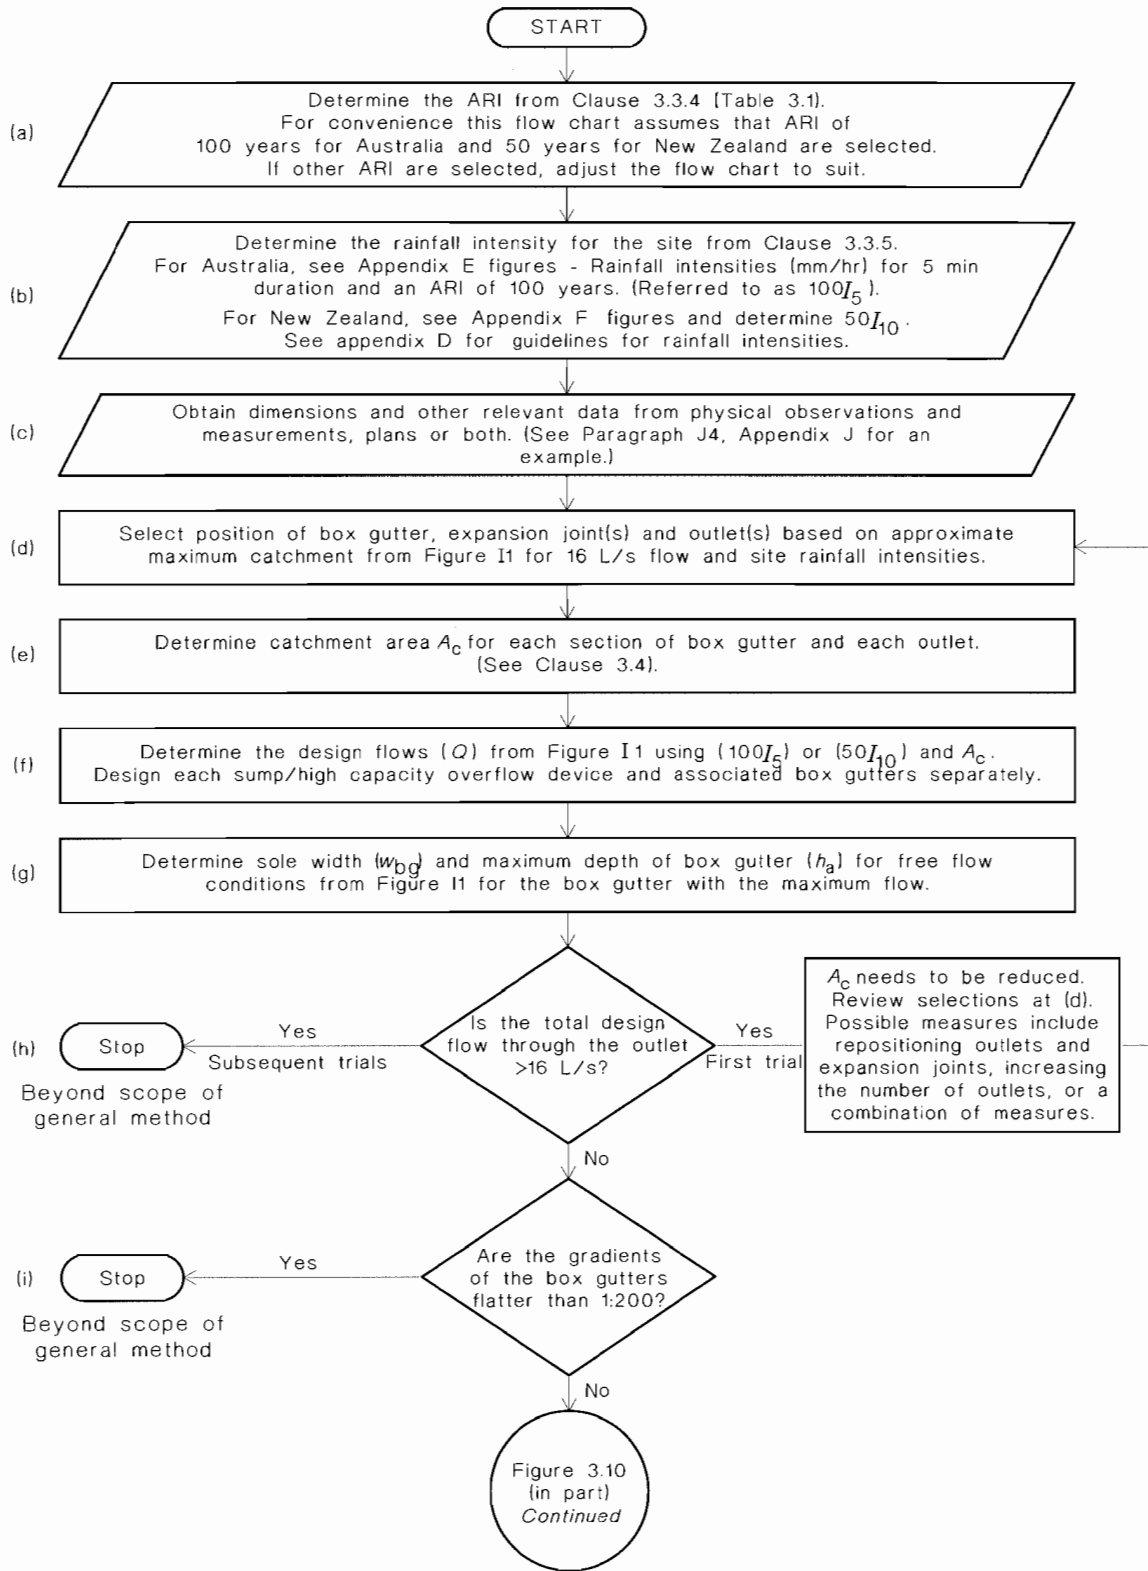 START
(a)
Determine the ARI from Clause 3.3.4 (Table 3.1).
For convenience this flow chart assumes that ARI of
100 years for Australia and 50 years for New Zealand are selected.
If other ARI are selected, adjust the flow chart to suit.
(b)
Determine the rainfall intensity for the site from Clause 3.3.5.
For Australia, see Appendix E figures - Rainfall intensities (mm/hr) for 5 min
duration and an ARI of 100 years. (Referred to as 100I5).
For New Zealand, see Appendix F figures and determine 50I10.
See appendix D for guidelines for rainfall intensities.
(c)
Obtain dimensions and other relevant data from physical observations and
measurements, plans or both. (See Paragraph J4, Appendix J for an
example.)
(d)
Select position of box gutter, expansion joint(s) and outlet(s) based on approximate
maximum catchment from Figure I1 for 16 L/s flow and site rainfall intensities.
(e)
Determine catchment area Ac for each section of box gutter and each outlet.
(See Clause 3.4).
(f)
Determine the design flows (Q) from Figure I1 using (100I5) or (50I10) and Ac.
Design each sump/high capacity overflow device and associated box gutters separately.
(g)
Determine sole width (wbg) and maximum depth of box gutter (ha) for free flow
conditions from Figure I1 for the box gutter with the maximum flow.
(h)
Stop
Beyond scope of
general method
Yes
Subsequent trials
Is the total design
flow through the outlet
>16 L/s?
Yes
First trial
Ac needs to be reduced.
Review selections at (d).
Possible measures include
repositioning outlets and
expansion joints, increasing
the number of outlets, or a
combination of measures.
No
(i)
Stop
Beyond scope of
general method
Yes
Are the gradients
of the box gutters
flatter than 1:200?
No
Figure 3.10
(in part)
Continued